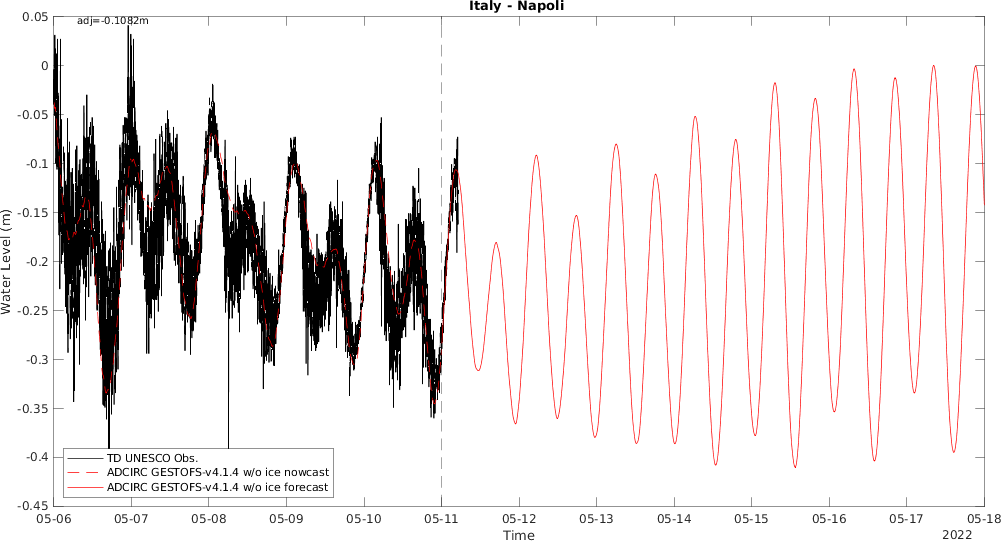 Italy - Napoli
adj=-0.1082m
0.05
0
-0.05
-0.1
-0.15
-0.2
-0.25
-0.3
-0.35
-0.4
-0.45
Water Level (m)
TD UNESCO Obs.
ADCIRC GESTOFS-v4.1.4 w/o ice nowcast
ADCIRC GESTOFS-v4.1.4 w/o ice forecast
05-06 05-07 05-08 05-09 05-10 05-11 05-12 05-13 05-14 05-15 05-16 05-17 05-18
Time
2022